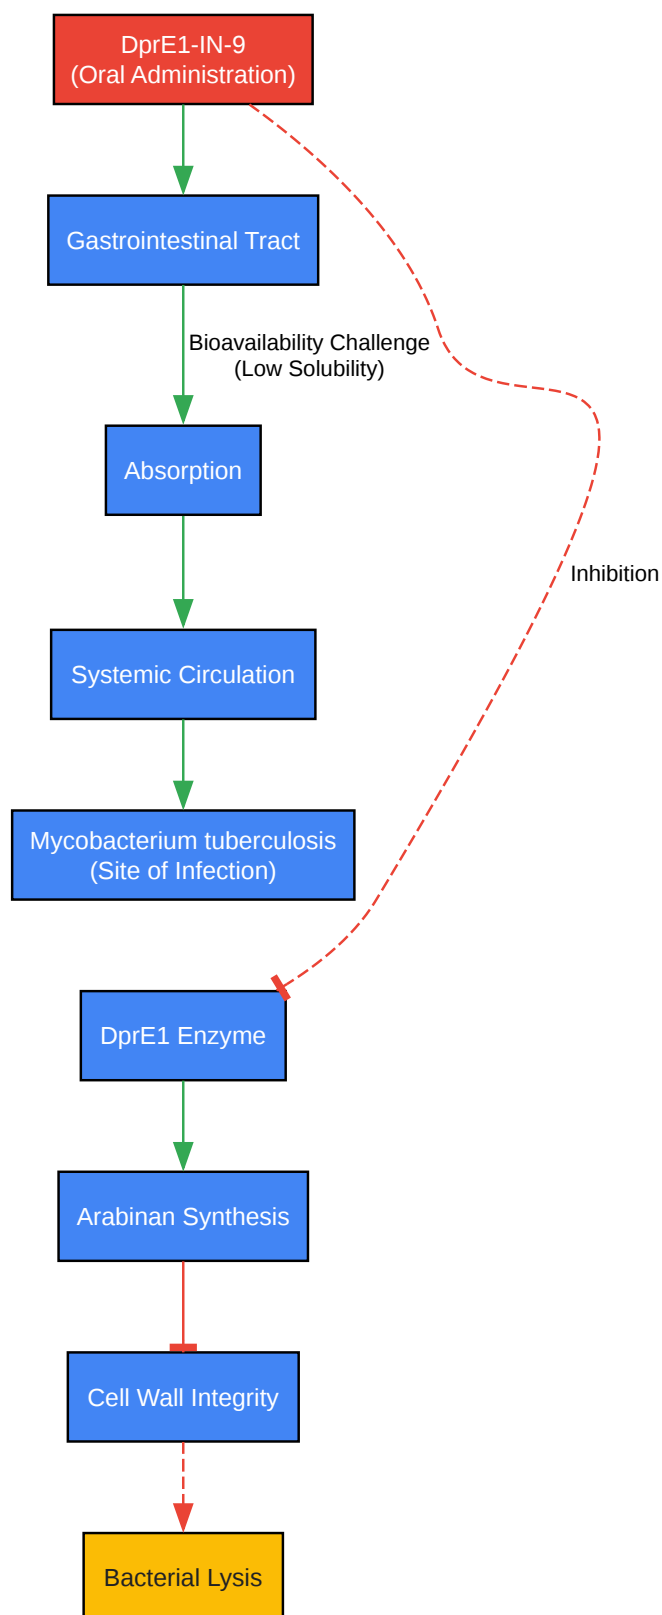 DprE1-IN-9
(Oral Administration)
Gastrointestinal Tract
Bioavailability Challenge
(Low Solubility)
Absorption
Inhibition
Systemic Circulation
Mycobacterium tuberculosis
(Site of Infection)
DprE1 Enzyme
Arabinan Synthesis
Cell Wall Integrity
Bacterial Lysis